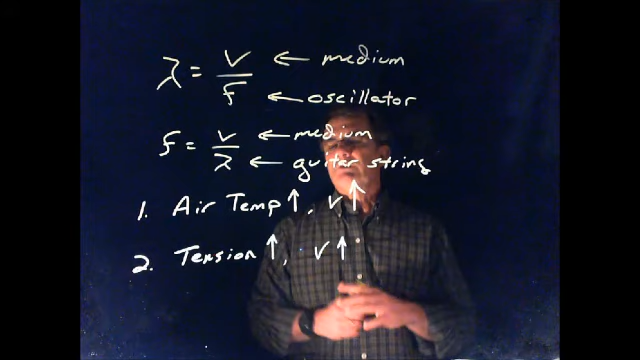 λ = v/f ← medium
← oscillator
f = v/λ ← medium
← guitar string
1. Air Temp ↑, v ↑
2. Tension ↑, v ↑